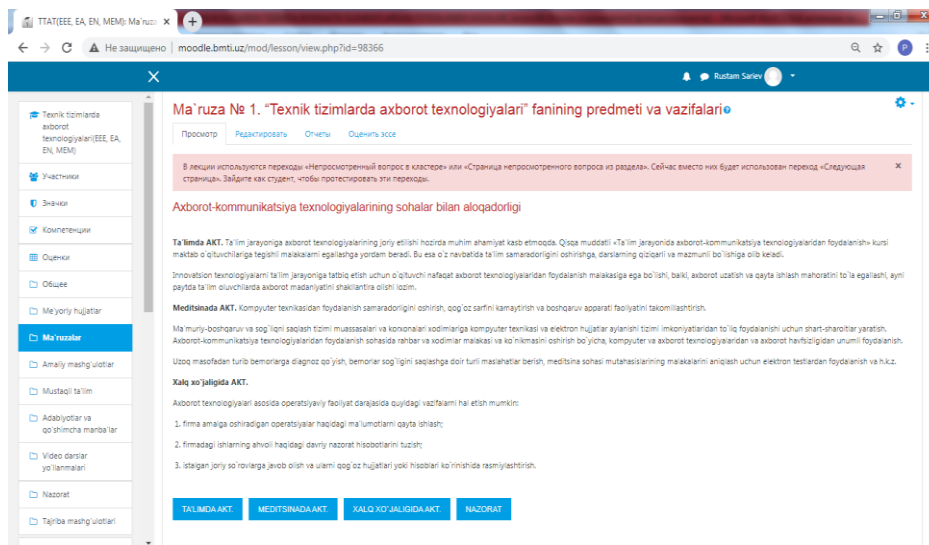 TTAT(EEE, EA, EN, MEM): Ma'ruza
Не защищено | moodle.bmti.uz/mod/lesson/view.php?id=98366
P
Rustam Sariev
Texnik tizimlarda
axborot
texnologiyalari(EEE, EA,
EN, MEM)
Участники
Значки
Компетенции
Оценки
Общее
Me'yoriy hujjatlar
Ma'ruzalar
Amaliy mashg'ulotlar
Mustaqil ta'lim
Adabiyotlar va
qo'shimcha manba'lar
Video darslar
yo'llanmalari
Nazorat
Tajriba mashg'ulotlari
Ma`ruza № 1. “Texnik tizimlarda axborot texnologiyalari” fanining predmeti va vazifalari
Просмотр Редактировать Отчеты Оценить эссе
В лекции используются переходы «Непросмотренный вопрос в кластере» или «Страница непросмотренного вопроса из раздела». Сейчас вместо них будет использован переход «Следующая
страница». Зайдите как студент, чтобы протестировать эти переходы.
Axborot-kommunikatsiya texnologiyalarining sohalar bilan aloqadorligi
Ta`limda AKT. Ta`lim jarayoniga axborot texnologiyalarining joriy etilishi hozirda muhim ahamiyat kasb etmoqda. Qisqa muddatli «Ta`lim jarayonida axborot-kommunikatsiya texnologiyalaridan foydalanish» kursi
maktab o`qituvchilariga tegishli malakalarni egallashga yordam beradi. Bu esa o`z navbatida ta`lim samaradorligini oshirishga, darslarning qiziqarli va mazmunli bo`lishiga olib keladi.
Innovatsion texnologiyalarni ta`lim jarayoniga tatbiq etish uchun o`qituvchi nafaqat axborot texnologiyalaridan foydalanish malakasiga ega bo`lishi, balki, axborot uzatish va qayta ishlash mahoratini to`la egallashi, ayni
paytda ta`lim oluvchilarda axborot madaniyatini shakllantira olishi lozim.
Meditsinada AKT. Kompyuter texnikasidan foydalanish samaradorligini oshirish, qog`oz sarfini kamaytirish va boshqaruv apparati faoliyatini takomillashtirish.
Ma`muriy-boshqaruv va sog`liqni saqlash tizimi muassasalari va korxonalari xodimlariga kompyuter texnikasi va elektron hujjatlar aylanishi tizimi imkoniyatlaridan to`liq foydalanishi uchun shart-sharoitlar yaratish.
Axborot-kommunikatsiya texnologiyalaridan foydalanish sohasida rahbar va xodimlar malakasi va ko`nikmasini oshirish bo`yicha, kompyuter va axborot texnologiyalaridan va axborot havfsizligidan unumli foydalanish.
Uzoq masofadan turib bemorlarga diagnoz qo`yish, bemorlar sog`ligini saqlashga doir turli maslahatlar berish, meditsina sohasi mutahasislarining malakalarini aniqlash uchun elektron testlardan foydalanish va h.k.z.
Xalq xo`jaligida AKT.
Axborot texnologiyalari asosida operatsiyaviy faoliyat darajasida quyidagi vazifalarni hal etish mumkin:
1. firma amalga oshiradigan operatsiyalar haqidagi ma`lumotlarni qayta ishlash;
2. firmadagi ishlarning ahvoli haqidagi davriy nazorat hisobotlarini tuzish;
3. istalgan joriy so`rovlarga javob olish va ularni qog`oz hujjatlari yoki hisoblari ko`rinishida rasmiylashtirish.
TA'LIMDA AKT. MEDITSINADA AKT. XALQ XO'JALIGIDA AKT. NAZORAT